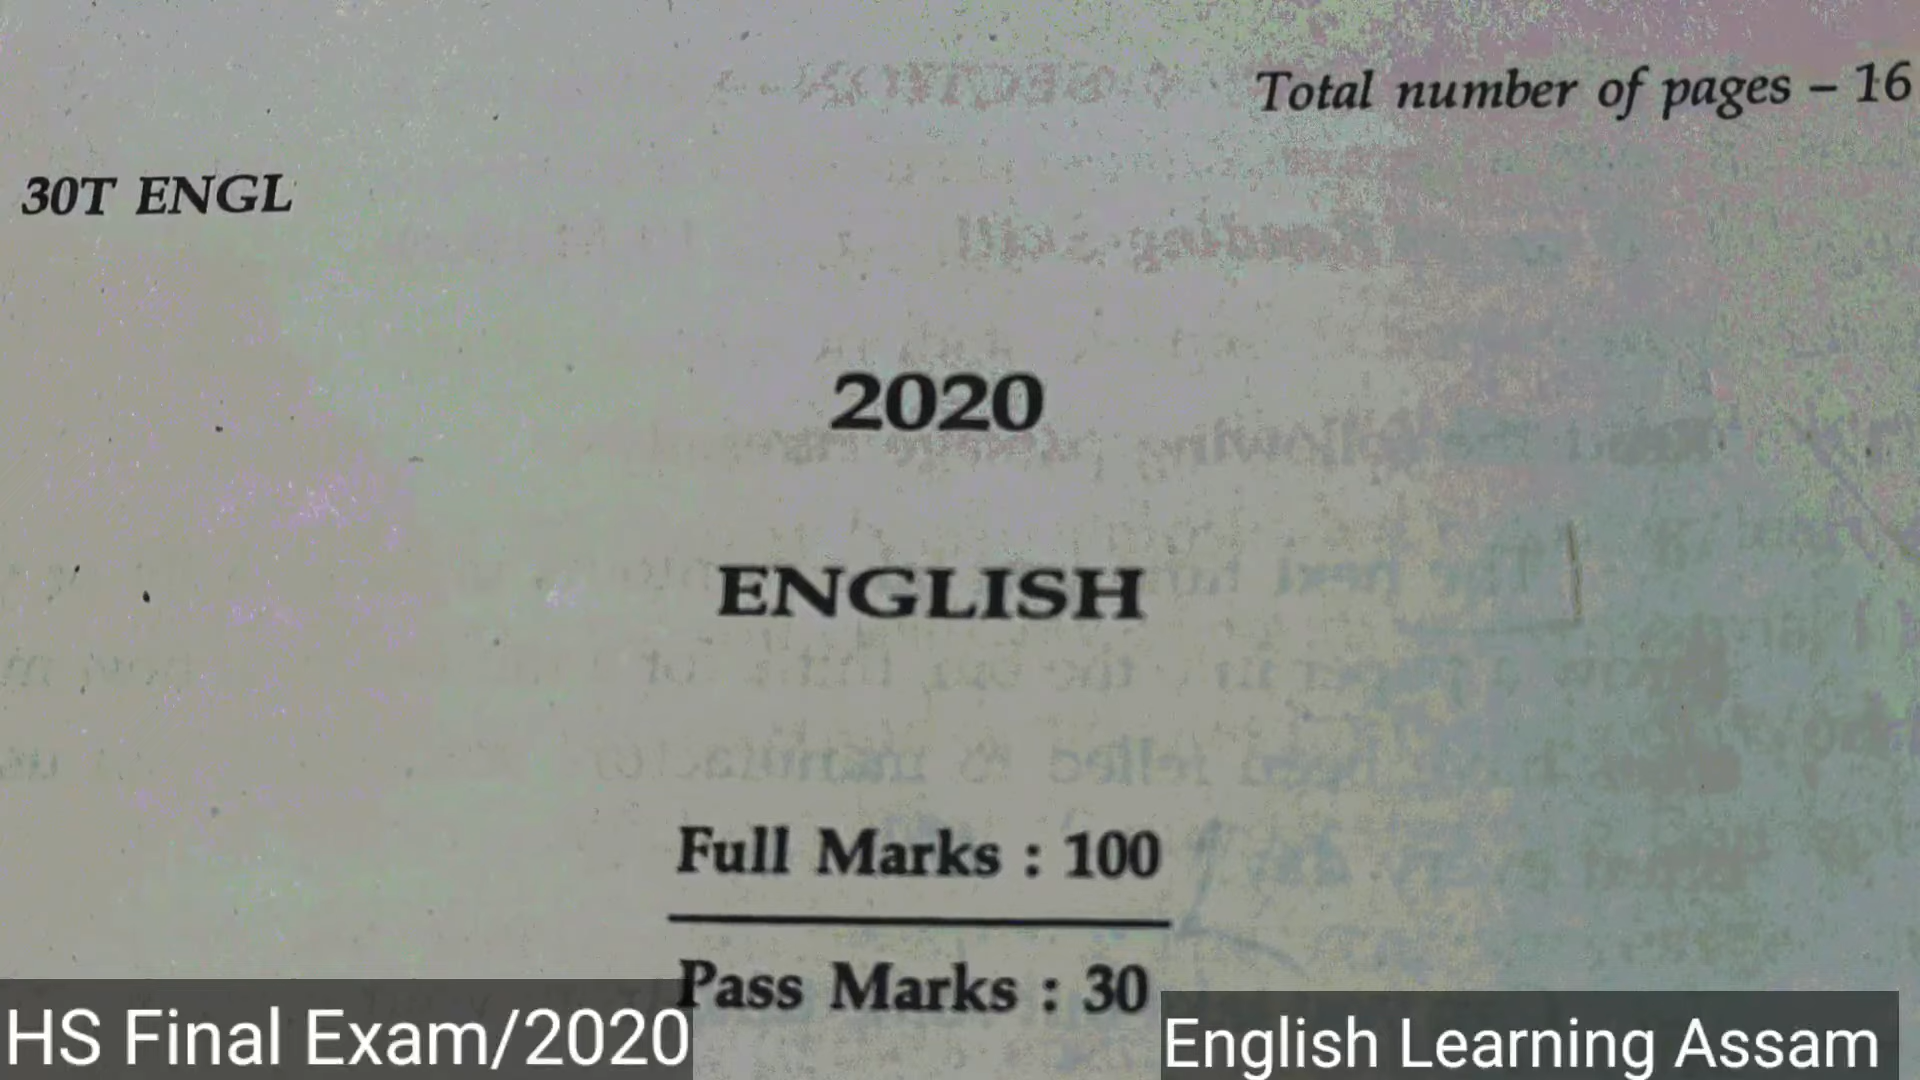 Total number of pages – 16
30T ENGL
2020
ENGLISH
Full Marks : 100
Pass Marks : 30
HS Final Exam/2020
English Learning Assam